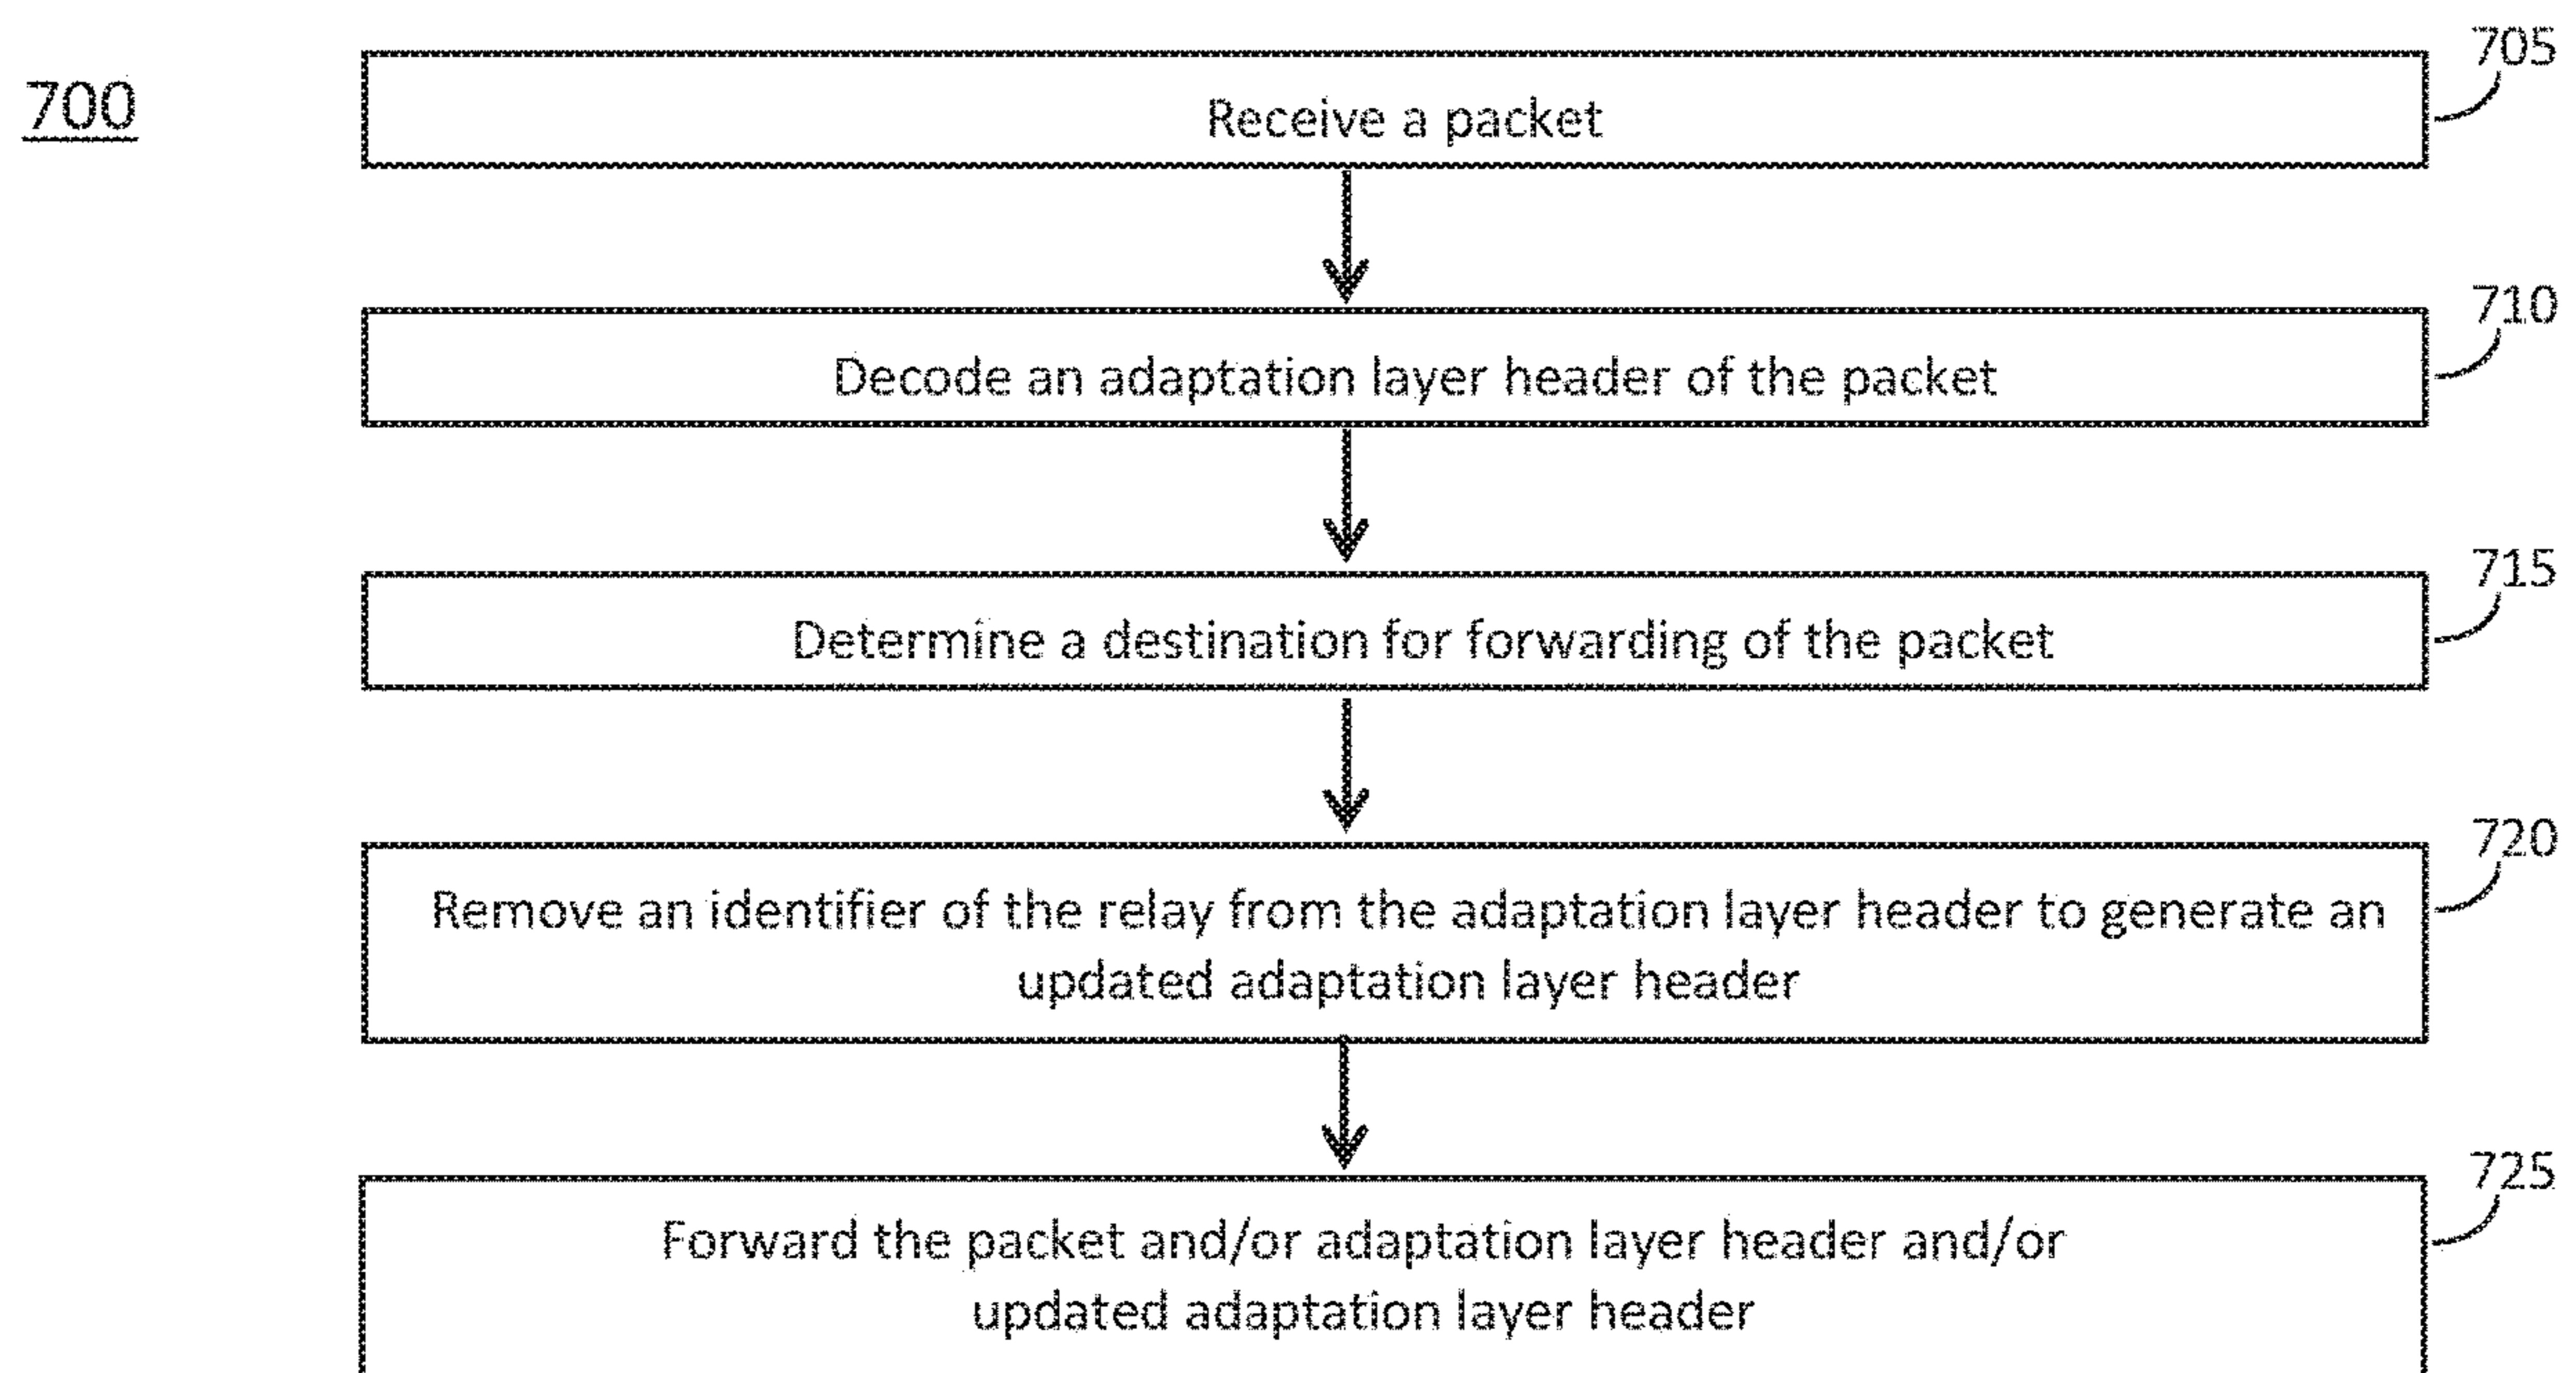 700
705
Receive a packet
710
Decode an adaptation layer header of the packet
715
Determine a destination for forwarding of the packet
720
Remove an identifier of the relay from the adaptation layer header to generate an
updated adaptation layer header
725
Forward the packet and/or adaptation layer header and/or
updated adaptation layer header